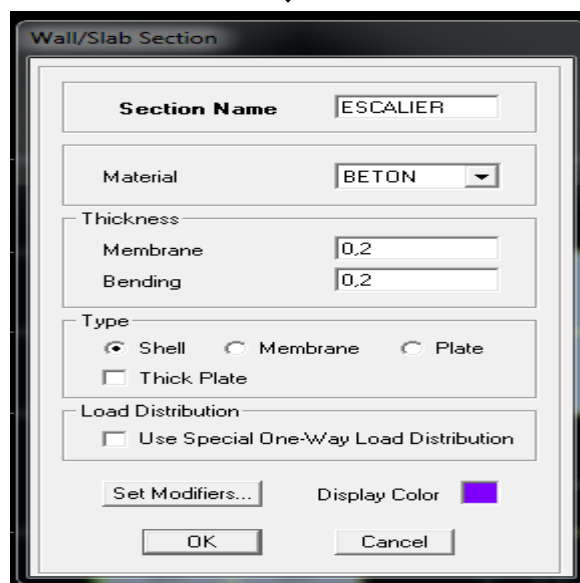 Wall/Slab Section
Section Name ESCALIER
Material BETON
Thickness
Membrane 0,2
Bending 0,2
Type
Shell Membrane Plate
Thick Plate
Load Distribution
Use Special One-Way Load Distribution
Set Modifiers... Display Color
OK Cancel